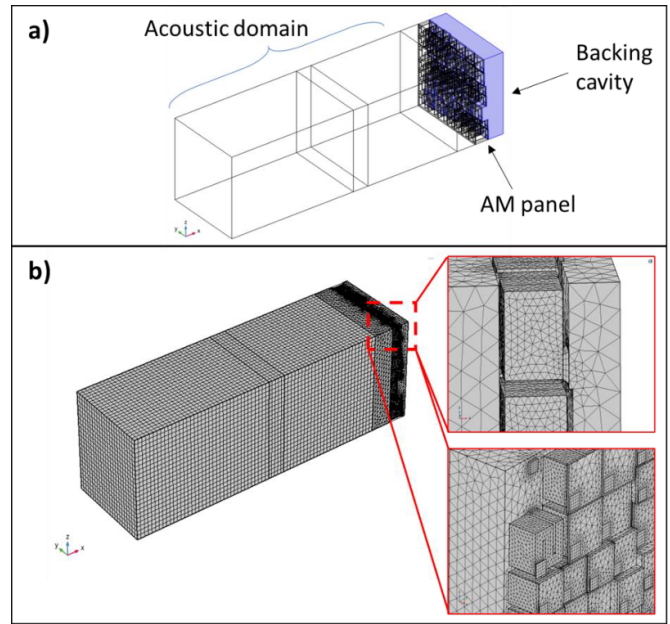 a)
Acoustic domain
Backing
cavity
AM panel
z
y x
b)
z
y x